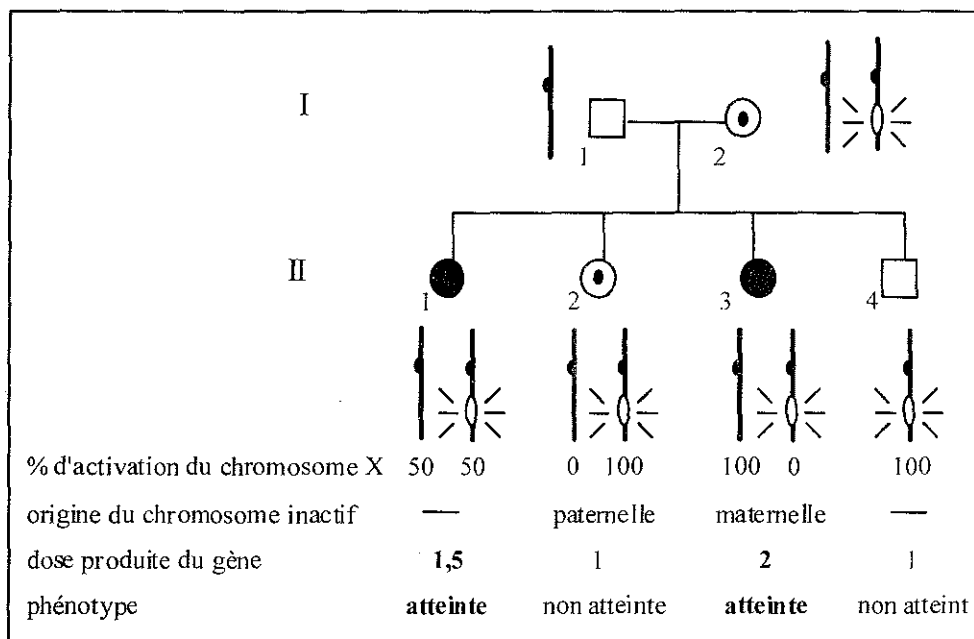 I
1
2
II
1
2
3
4
% d'activation du chromosome X 50 50 0 100 100 0 100
origine du chromosome inactif — paternelle maternelle —
dose produite du gène 1,5 1 2 1
phénotype atteinte non atteinte atteinte non atteint